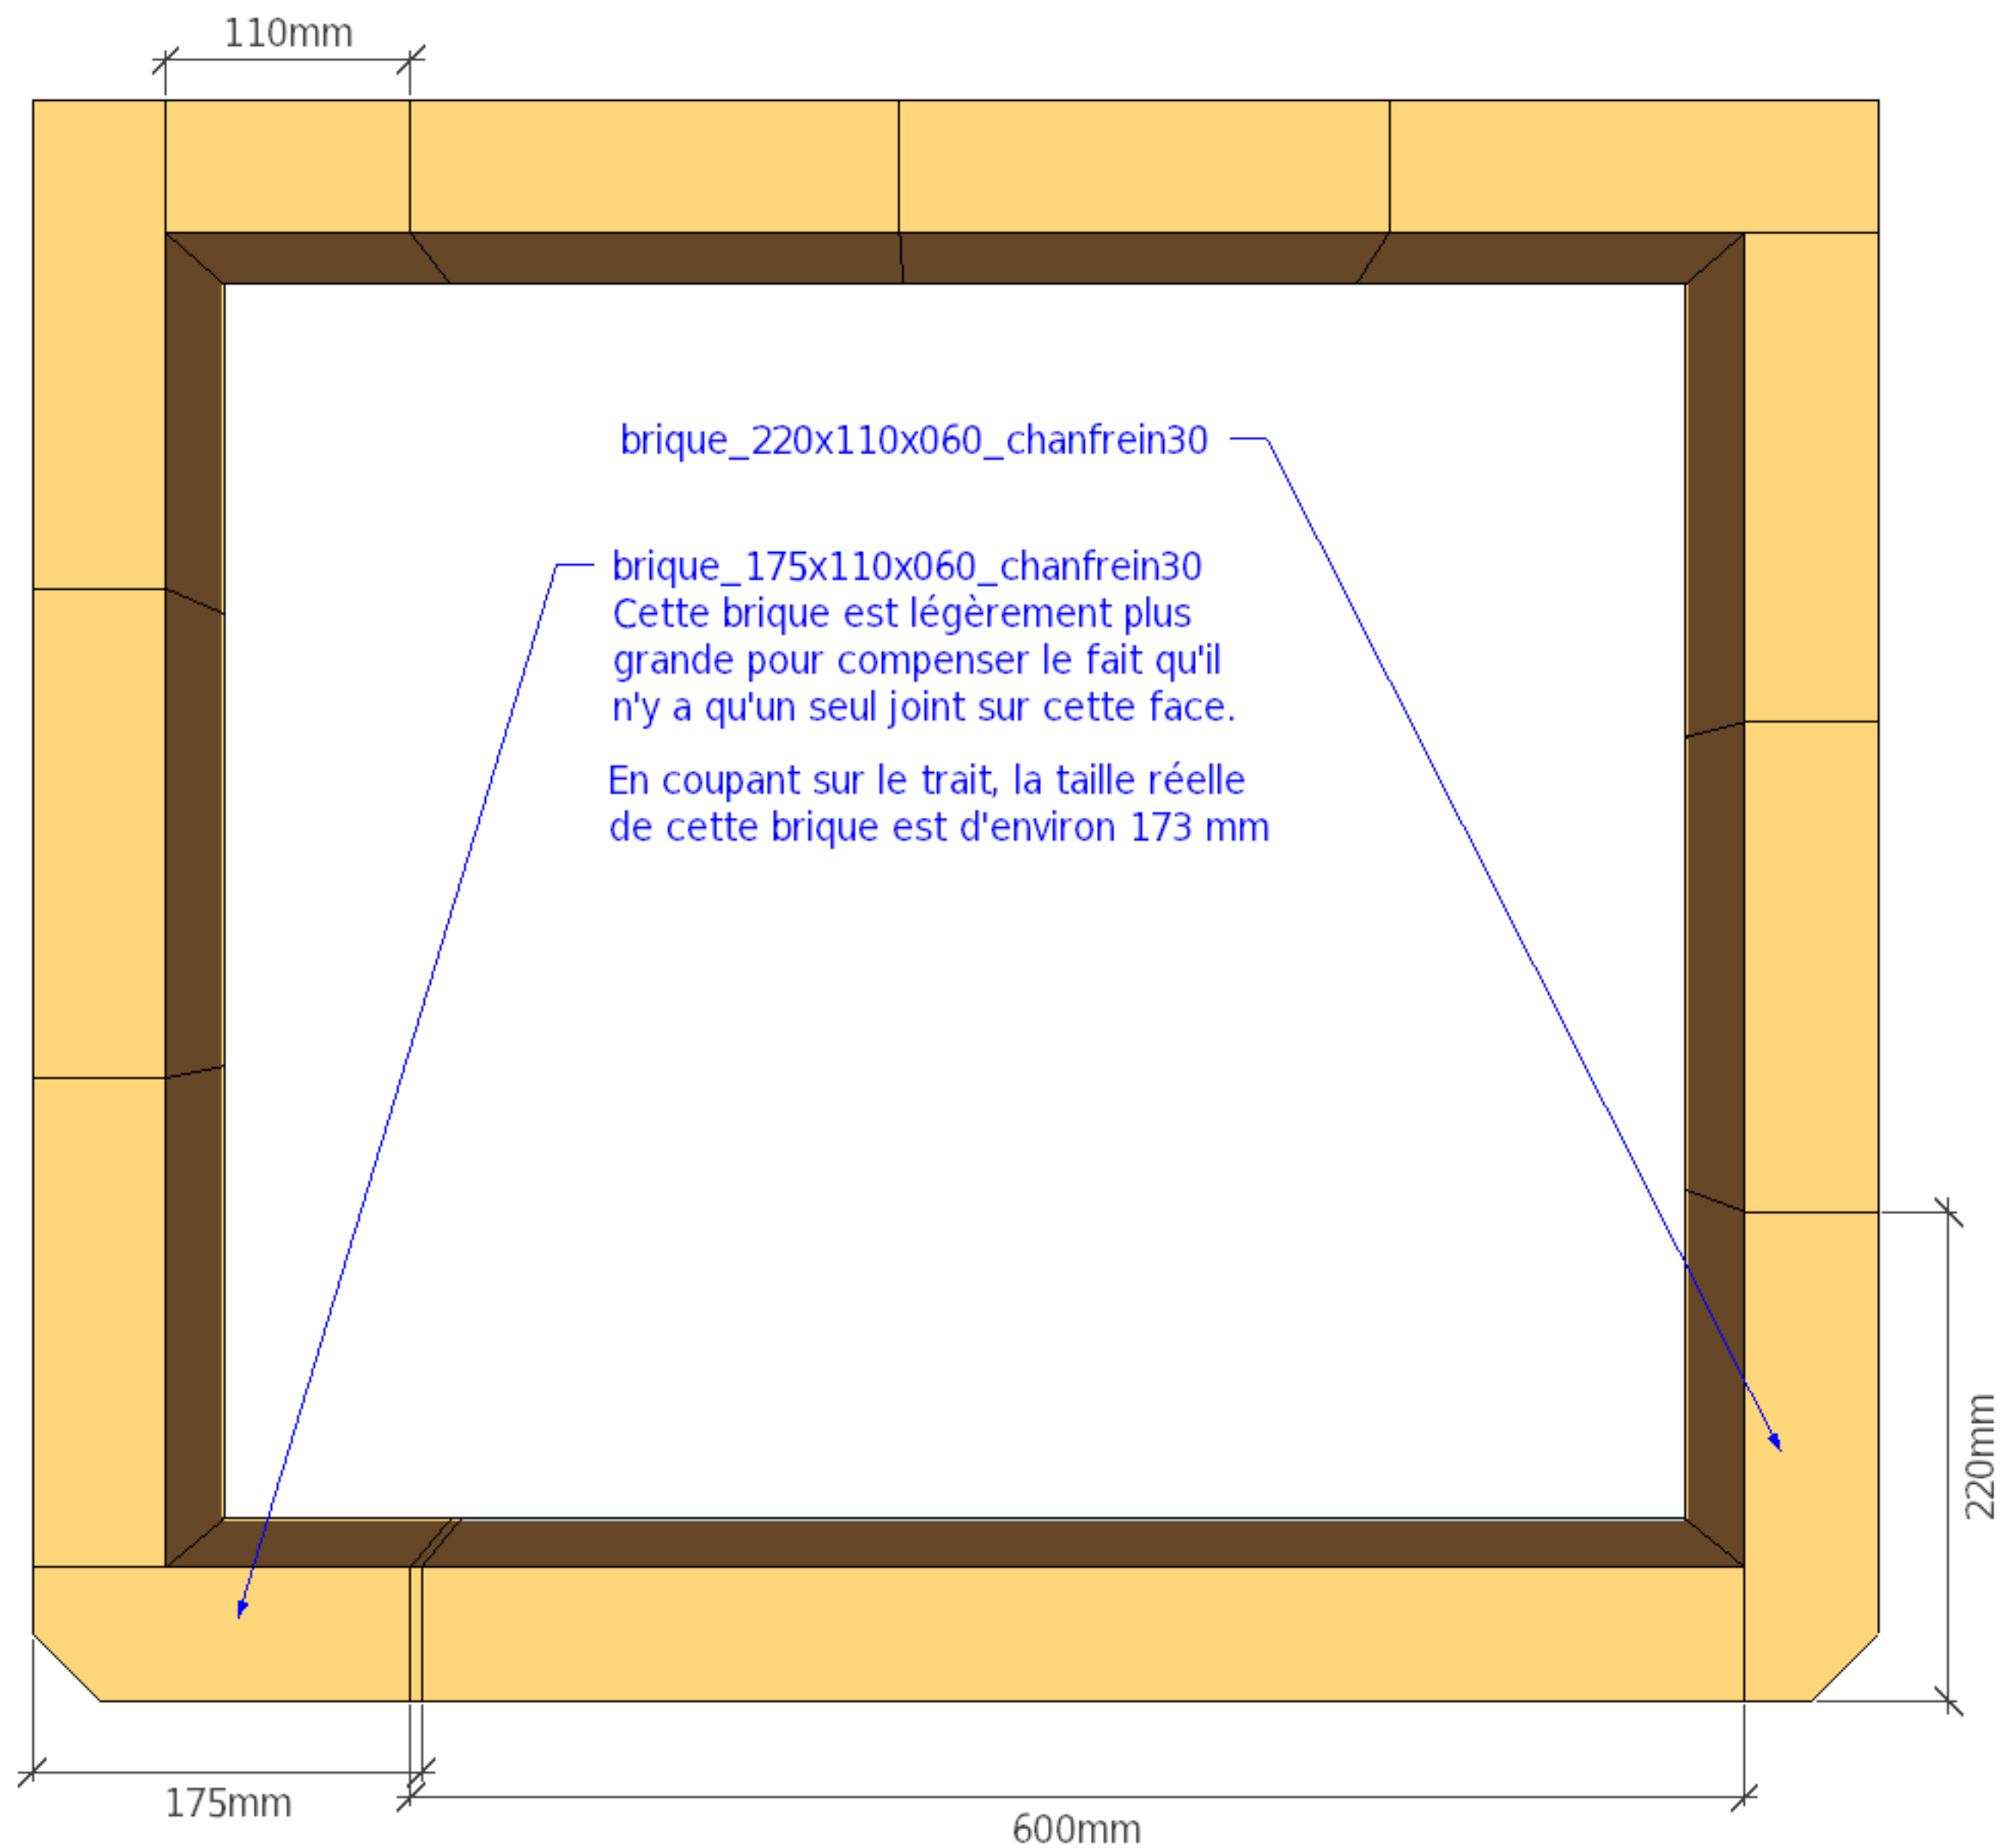 110mm
brique_220x110x060_chanfrein30
brique_175x110x060_chanfrein30
Cette brique est légèrement plus
grande pour compenser le fait qu'il
n'y a qu'un seul joint sur cette face.
En coupant sur le trait, la taille réelle
de cette brique est d'environ 173 mm
220mm
175mm
600mm